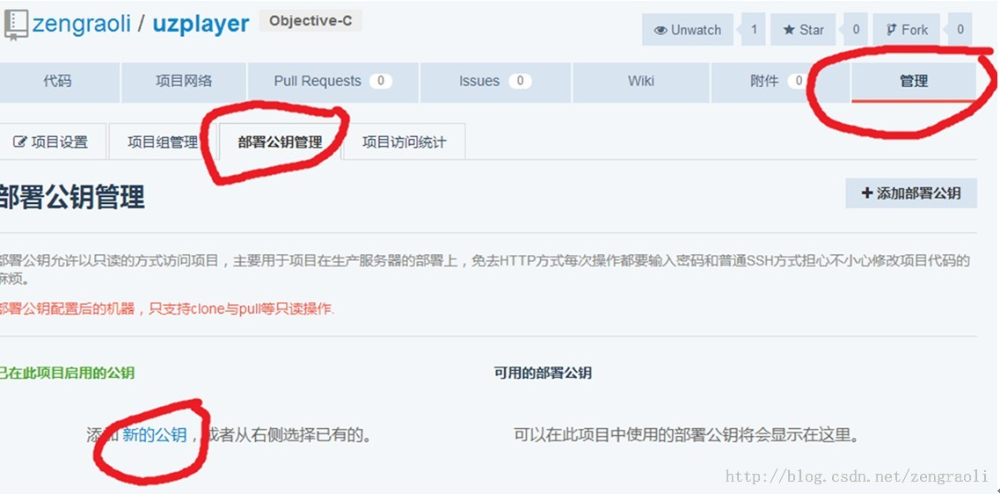 zengraoli / uzplayer Objective-C Unwatch 1 Star 0 Fork 0
代码 项目网络 Pull Requests 0 Issues 0 Wiki 附件 0 管理
项目设置 项目组管理 部署公钥管理 项目访问统计
部署公钥管理 添加部署公钥
部署公钥允许以只读的方式访问项目，主要用于项目在生产服务器的部署上，免去HTTP方式每次操作都要输入密码和普通SSH方式担心不小心修改项目代码的
麻烦。
部署公钥配置后的机器，只支持clone与pull等只读操作.
已在此项目启用的公钥 可用的部署公钥
添加 新的公钥，或者从右侧选择已有的。 可以在此项目中使用的部署公钥将会显示在这里。
http://blog.csdn.net/zengraoli